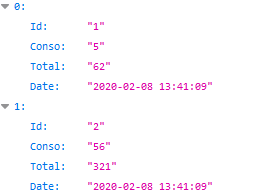 0:
Id: "1"
Conso: "5"
Total: "62"
Date: "2020-02-08 13:41:09"
1:
Id: "2"
Conso: "56"
Total: "321"
Date: "2020-02-08 13:41:09"